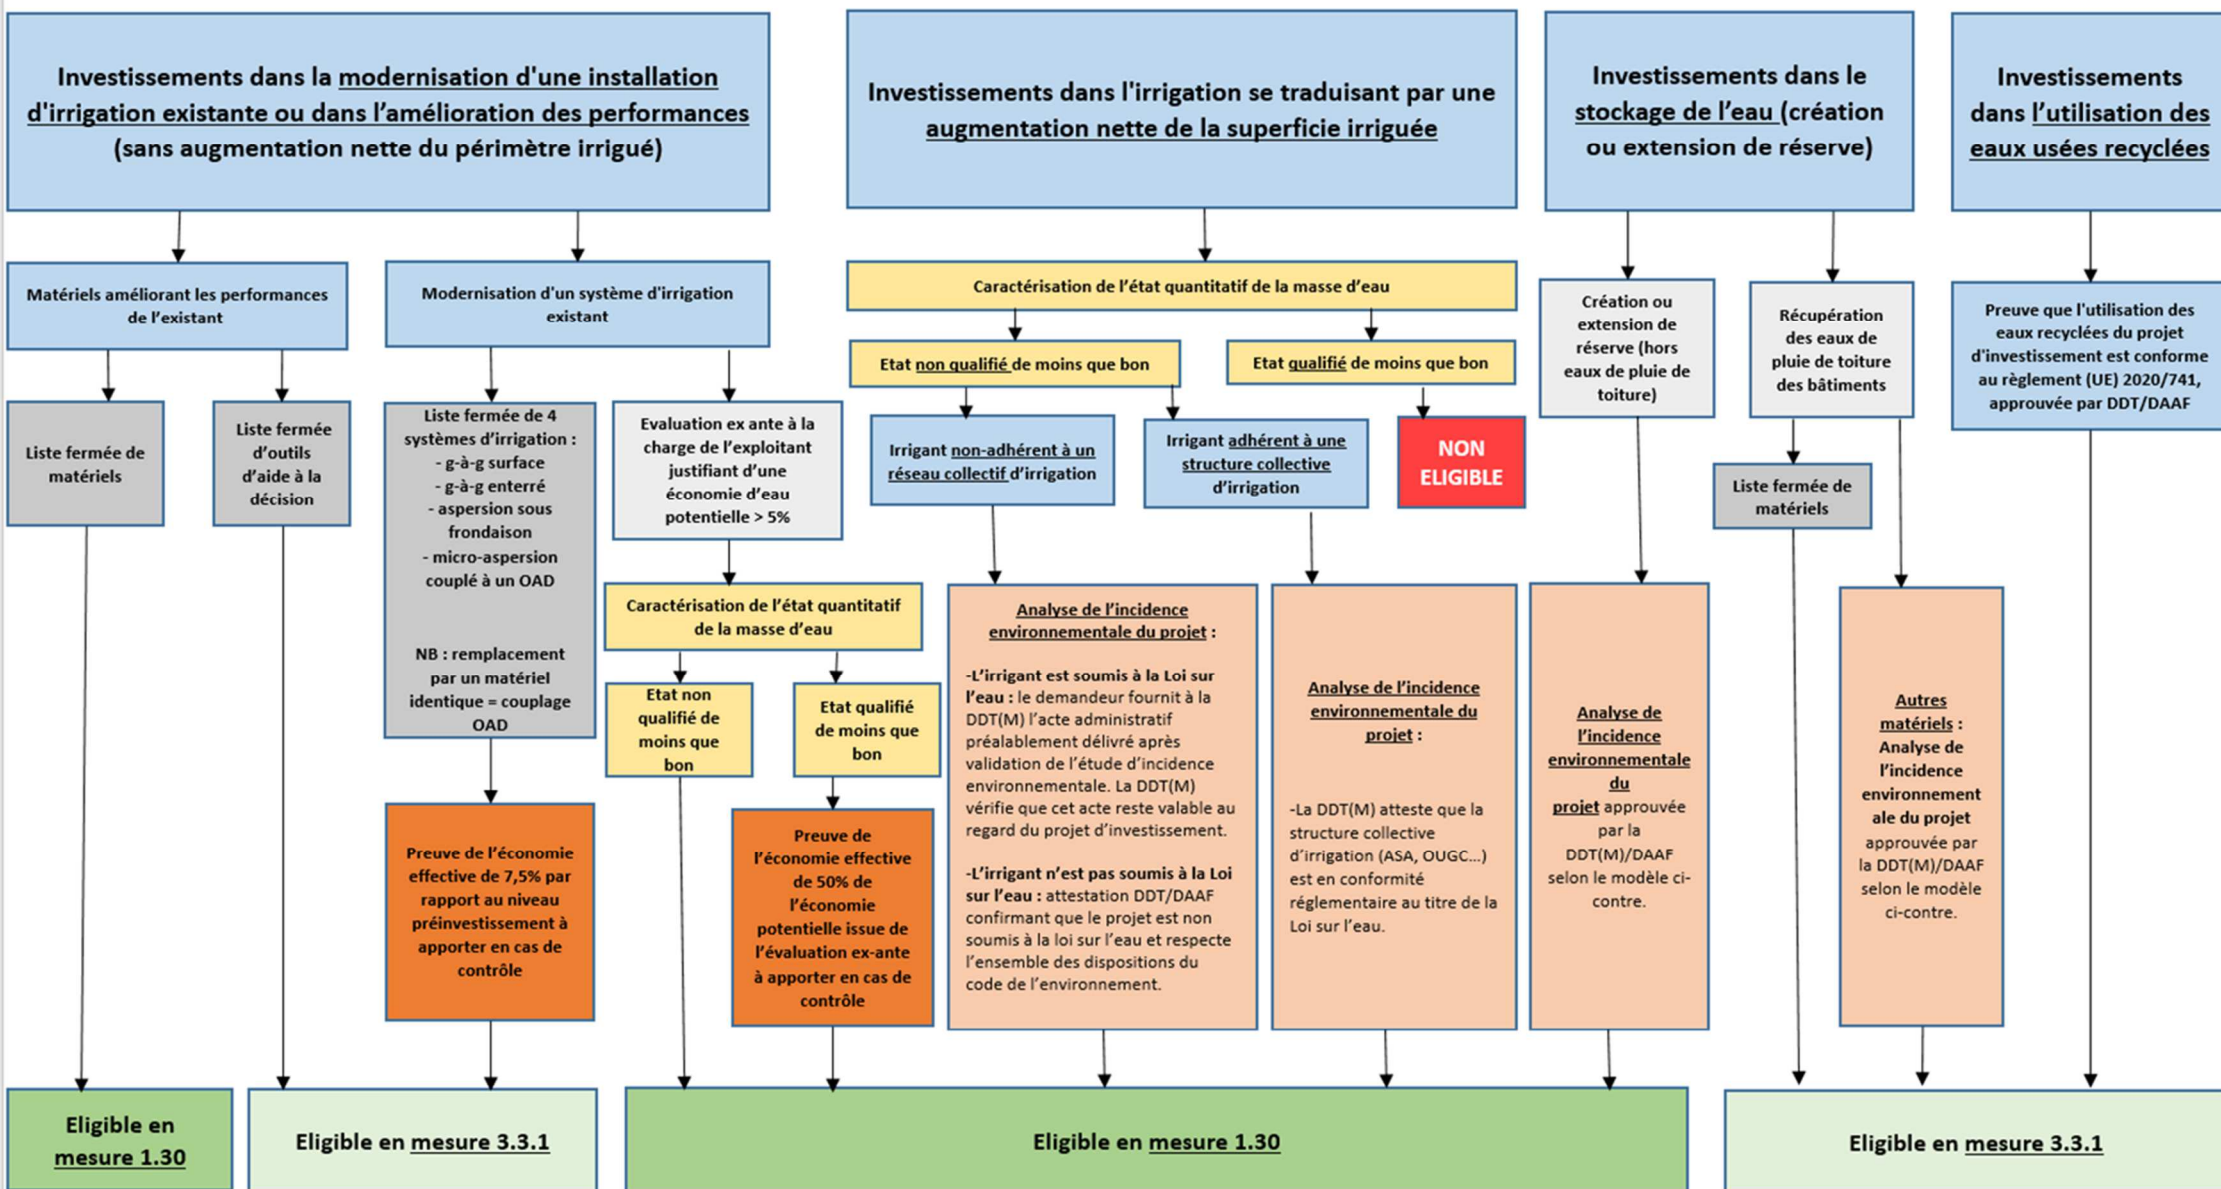 Investissements dans la modernisation d'une installation
d'irrigation existante ou dans l'amélioration des performances
(sans augmentation nette du périmètre irrigué)
Investissements dans l'irrigation se traduisant par une
augmentation nette de la superficie irriguée
Investissements dans le
stockage de l'eau (création
ou extension de réserve)
Investissements
dans l'utilisation des
eaux usées recyclées
Matériels améliorant les performances
de l'existant
Modernisation d'un système d'irrigation
existant
Caractérisation de l'état quantitatif de la masse d'eau
Etat non qualifié de moins que bon
Etat qualifié de moins que bon
Création ou
extension de
réserve (hors
eaux de pluie de
toiture)
Récupération
des eaux de
pluie de toiture
des bâtiments
Preuve que l'utilisation des
eaux recyclées du projet
d'investissement est conforme
au règlement (UE) 2020/741,
approuvée par DDT/DAAF
Liste fermée de
matériels
Liste fermée
d'outils
d'aide à la
décision
Liste fermée de 4
systèmes d'irrigation :
- g-à-g surface
- g-à-g enterré
- aspersion sous
frondaison
- micro-aspersion
couplé à un OAD
NB : remplacement
par un matériel
identique = couplage
OAD
Evaluation ex ante à la
charge de l'exploitant
justifiant d'une
économie d'eau
potentielle > 5%
Irrigant non-adhérent à un
réseau collectif d'irrigation
Irrigant adhérent à une
structure collective
d'irrigation
NON
ELIGIBLE
Liste fermée de
matériels
Caractérisation de l'état quantitatif
de la masse d'eau
Etat non
qualifié de
moins que
bon
Etat qualifié
de moins que
bon
Preuve de l'économie
effective de 7,5% par
rapport au niveau
préinvestissement à
apporter en cas de
contrôle
Preuve de
l'économie effective
de 50% de
l'économie
potentielle issue de
l'évaluation ex-ante
à apporter en cas de
contrôle
Analyse de l'incidence
environnementale du projet :
-L'irrigant est soumis à la Loi sur
l'eau : le demandeur fournit à la
DDT(M) l'acte administratif
préalablement délivré après
validation de l'étude d'incidence
environnementale. La DDT(M)
vérifie que cet acte reste valable au
regard du projet d'investissement.
-L'irrigant n'est pas soumis à la Loi
sur l'eau : attestation DDT/DAAF
confirmant que le projet est non
soumis à la loi sur l'eau et respecte
l'ensemble des dispositions du
code de l'environnement.
Analyse de l'incidence
environnementale du
projet :
-La DDT(M) atteste que la
structure collective
d'irrigation (ASA, OUGC...)
est en conformité
réglementaire au titre de la
Loi sur l'eau.
Analyse de
l'incidence
environnementale
du
projet approuvée
par la
DDT(M)/DAAF
selon le modèle ci-
contre.
Autres
matériels :
Analyse de
l'incidence
environnement
ale du projet
approuvée par
la DDT(M)/DAAF
selon le modèle
ci-contre.
Eligible en
mesure 1.30
Eligible en mesure 3.3.1
Eligible en mesure 1.30
Eligible en mesure 3.3.1